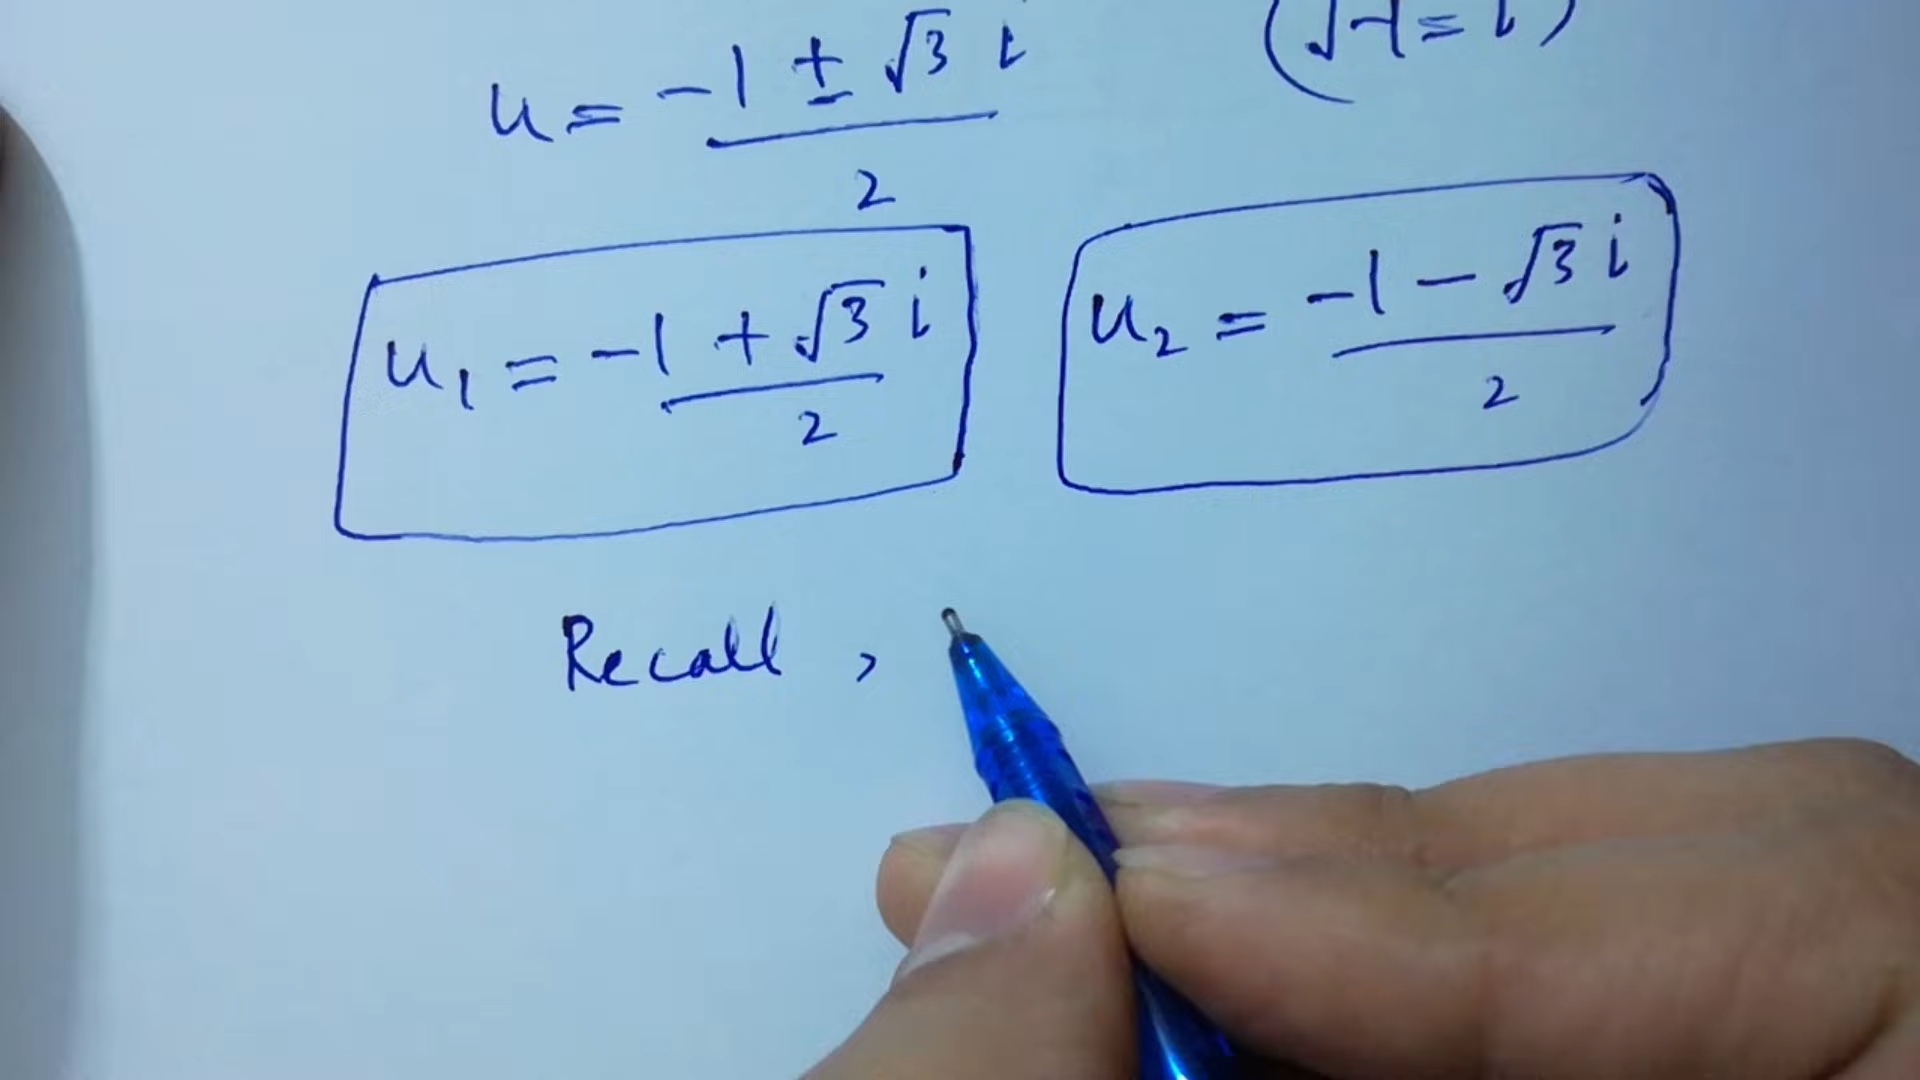 u = -1 ± √3 i / 2 (√-1 = i)
u₁ = -1 + √3 i / 2
u₂ = -1 - √3 i / 2
Recall ,